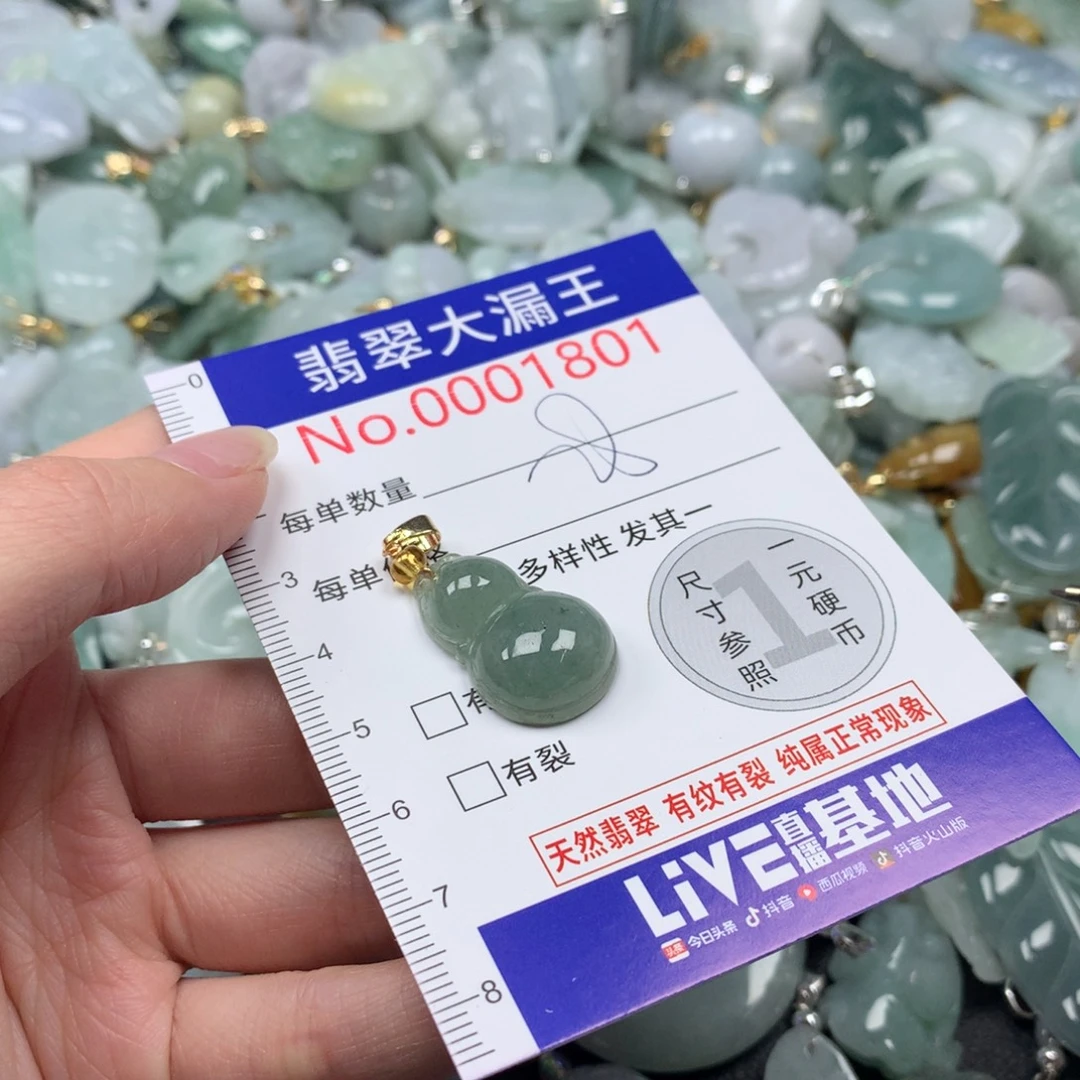 翡翠大漏王
No.0001801
每单数量
每单
多样性 发其一
一元硬币
尺寸参照
1
有
有裂
天然翡翠 有纹有裂 纯属正常现象
LiVE直播基地
头条 今日头条 抖音 西瓜视频 抖音火山版
0
3
4
5
6
7
8